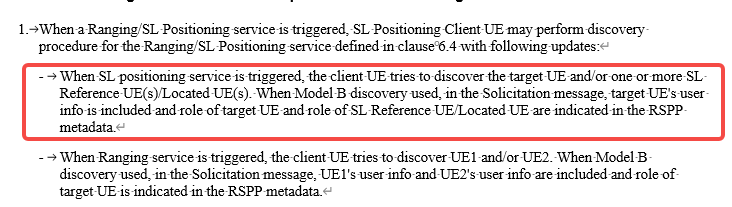 1. When a Ranging/SL Positioning service is triggered, SL Positioning Client UE may perform discovery
procedure for the Ranging/SL Positioning service defined in clause 6.4 with following updates:
- When SL positioning service is triggered, the client UE tries to discover the target UE and/or one or more SL
Reference UE(s)/Located UE(s). When Model B discovery used, in the Solicitation message, target UE's user
info is included and role of target UE and role of SL Reference UE/Located UE are indicated in the RSPP
metadata.
- When Ranging service is triggered, the client UE tries to discover UE1 and/or UE2. When Model B
discovery used, in the Solicitation message, UE1's user info and UE2's user info are included and role of
target UE is indicated in the RSPP metadata.